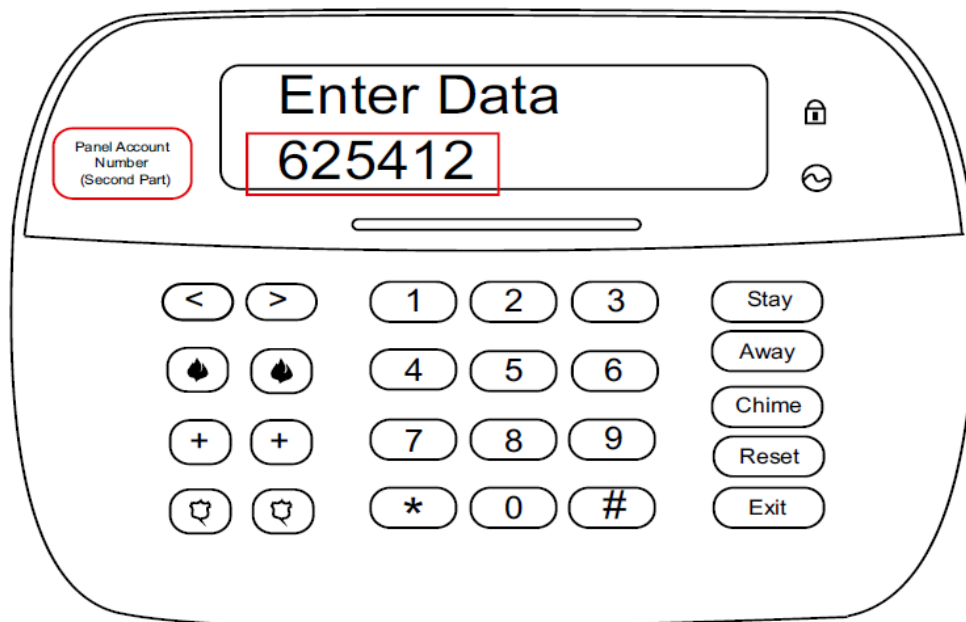 Enter Data
625412
Panel Account
Number
(Second Part)
< > 1 2 3 Stay
4 5 6 Away
Chime
+ + 7 8 9
Reset
* 0 # Exit